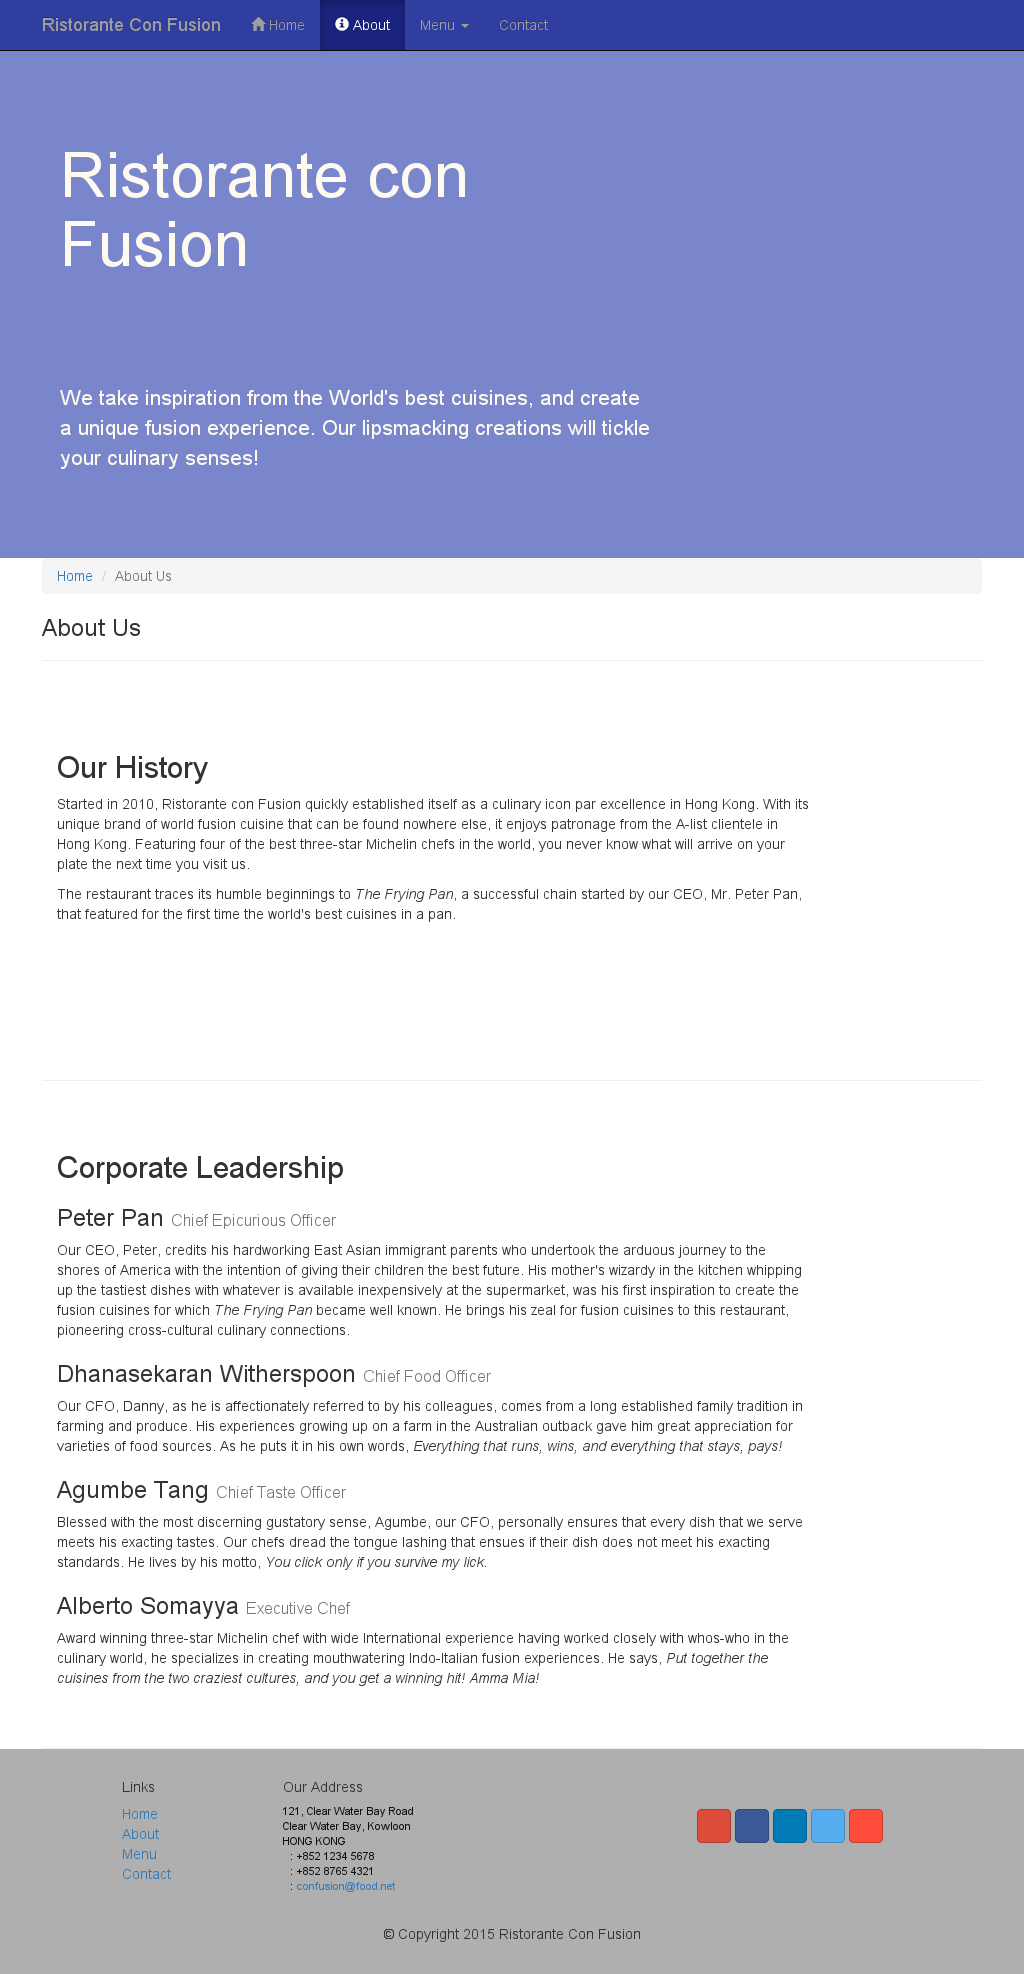 Ristorante Con Fusion Home About Menu Contact
Ristorante con
Fusion
We take inspiration from the World's best cuisines, and create
a unique fusion experience. Our lipsmacking creations will tickle
your culinary senses!
Home / About Us
About Us
Our History
Started in 2010, Ristorante con Fusion quickly established itself as a culinary icon par excellence in Hong Kong. With its
unique brand of world fusion cuisine that can be found nowhere else, it enjoys patronage from the A-list clientele in
Hong Kong. Featuring four of the best three-star Michelin chefs in the world, you never know what will arrive on your
plate the next time you visit us.
The restaurant traces its humble beginnings to The Frying Pan, a successful chain started by our CEO, Mr. Peter Pan,
that featured for the first time the world's best cuisines in a pan.
Corporate Leadership
Peter Pan Chief Epicurious Officer
Our CEO, Peter, credits his hardworking East Asian immigrant parents who undertook the arduous journey to the
shores of America with the intention of giving their children the best future. His mother's wizardy in the kitchen whipping
up the tastiest dishes with whatever is available inexpensively at the supermarket, was his first inspiration to create the
fusion cuisines for which The Frying Pan became well known. He brings his zeal for fusion cuisines to this restaurant,
pioneering cross-cultural culinary connections.
Dhanasekaran Witherspoon Chief Food Officer
Our CFO, Danny, as he is affectionately referred to by his colleagues, comes from a long established family tradition in
farming and produce. His experiences growing up on a farm in the Australian outback gave him great appreciation for
varieties of food sources. As he puts it in his own words, Everything that runs, wins, and everything that stays, pays!
Agumbe Tang Chief Taste Officer
Blessed with the most discerning gustatory sense, Agumbe, our CFO, personally ensures that every dish that we serve
meets his exacting tastes. Our chefs dread the tongue lashing that ensues if their dish does not meet his exacting
standards. He lives by his motto, You click only if you survive my lick.
Alberto Somayya Executive Chef
Award winning three-star Michelin chef with wide International experience having worked closely with whos-who in the
culinary world, he specializes in creating mouthwatering Indo-Italian fusion experiences. He says, Put together the
cuisines from the two craziest cultures, and you get a winning hit! Amma Mia!
Links
Home
About
Menu
Contact
Our Address
121, Clear Water Bay Road
Clear Water Bay, Kowloon
HONG KONG
: +852 1234 5678
: +852 8765 4321
: confusion@food.net
© Copyright 2015 Ristorante Con Fusion